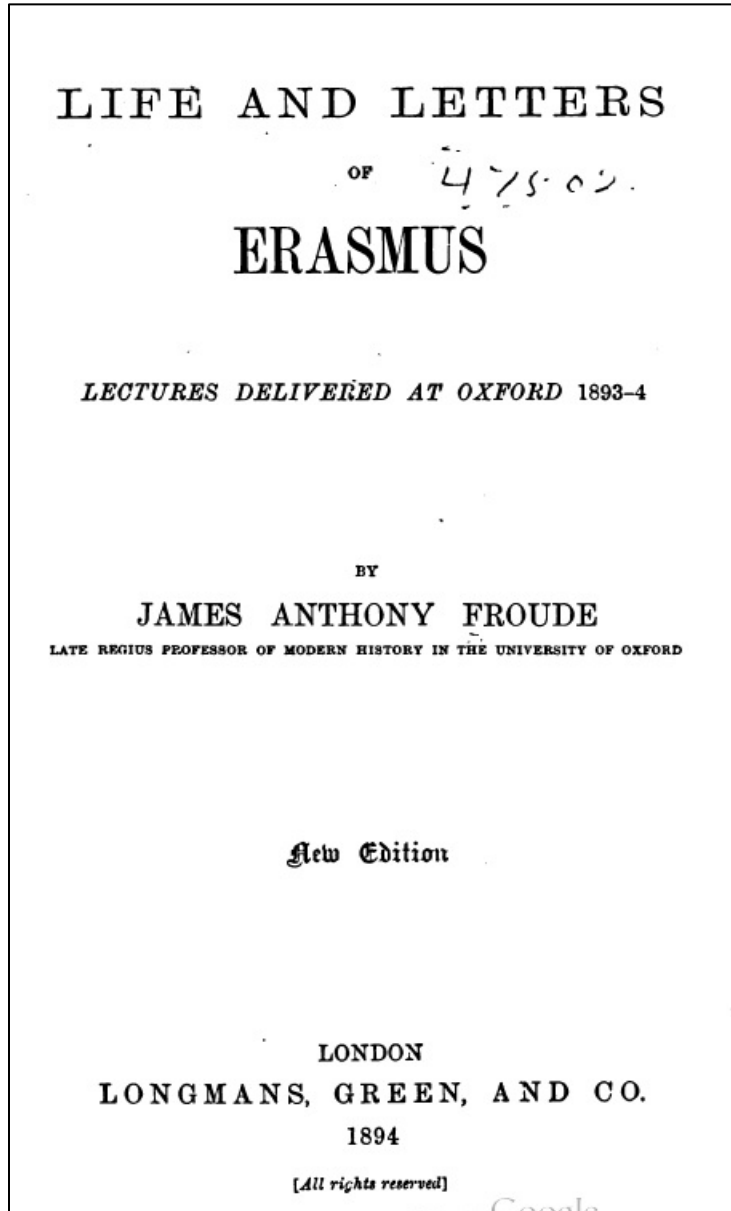 LIFE AND LETTERS
OF
ERASMUS
LECTURES DELIVERED AT OXFORD 1893-4
BY
JAMES ANTHONY FROUDE
LATE REGIUS PROFESSOR OF MODERN HISTORY IN THE UNIVERSITY OF OXFORD
New Edition
LONDON
LONGMANS, GREEN, AND CO.
1894
[All rights reserved]